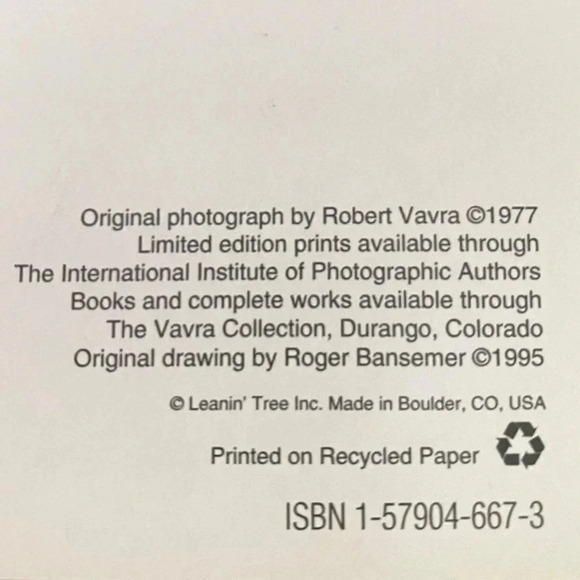 Original photograph by Robert Vavra ©1977
Limited edition prints available through
The International Institute of Photographic Authors
Books and complete works available through
The Vavra Collection, Durango, Colorado
Original drawing by Roger Bansemer ©1995
© Leanin' Tree Inc. Made in Boulder, CO, USA
Printed on Recycled Paper
ISBN 1-57904-667-3